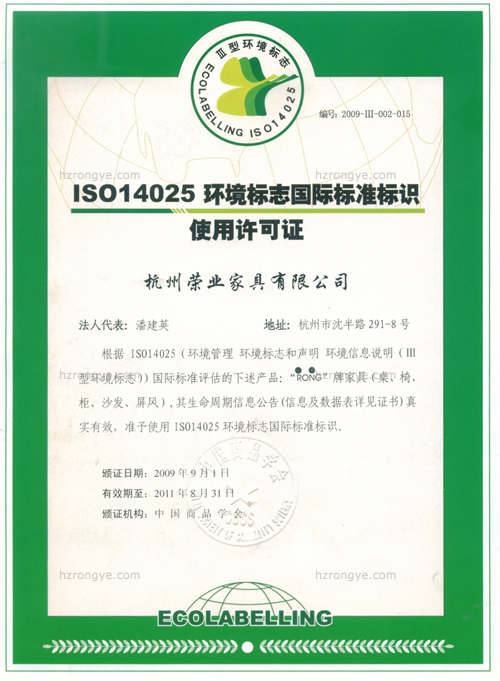 III型环境标志
ECOLABELLING ISO14025
编号：2009-III-002-015
hzrongye.com hzrongye.com
ISO14025 环境标志国际标准标识
使用许可证
杭州荣业家具有限公司
法人代表：潘建英 地址：杭州市沈半路 291-8 号
根据 ISO14025（环境管理 环境标志和声明 环境信息说明（III
型环境标志)）国际标准评估的下述产品：“RONG”牌家具（桌、椅、
hzrongye.com hzrongye.com
柜、沙发、屏风），其生命周期信息公告(信息及数据表详见证书)真
实有效，准予使用 ISO14025 环境标志国际标准标识.
颁证日期：2009 年 9 月 1 日
有效期至：2011 年 8 月 31 日
颁证机构：中 国 商 品 学 会
hzrongye.com hzrongye.com
ECOLABELLING